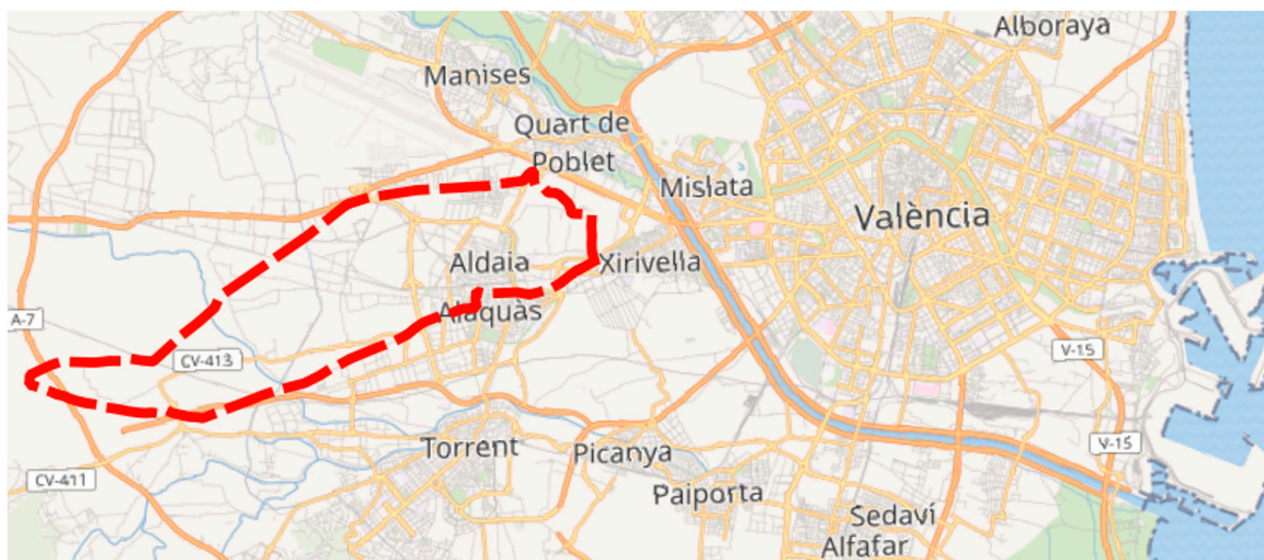 Alboraya
Manises
Quart de
Poblet
Mislata
València
Aldaia
Xirivella
Alaquàs
A-7
CV-413
V-15
Torrent
Picanya
V-15
CV-411
Paiporta
Sedaví
Alfafar